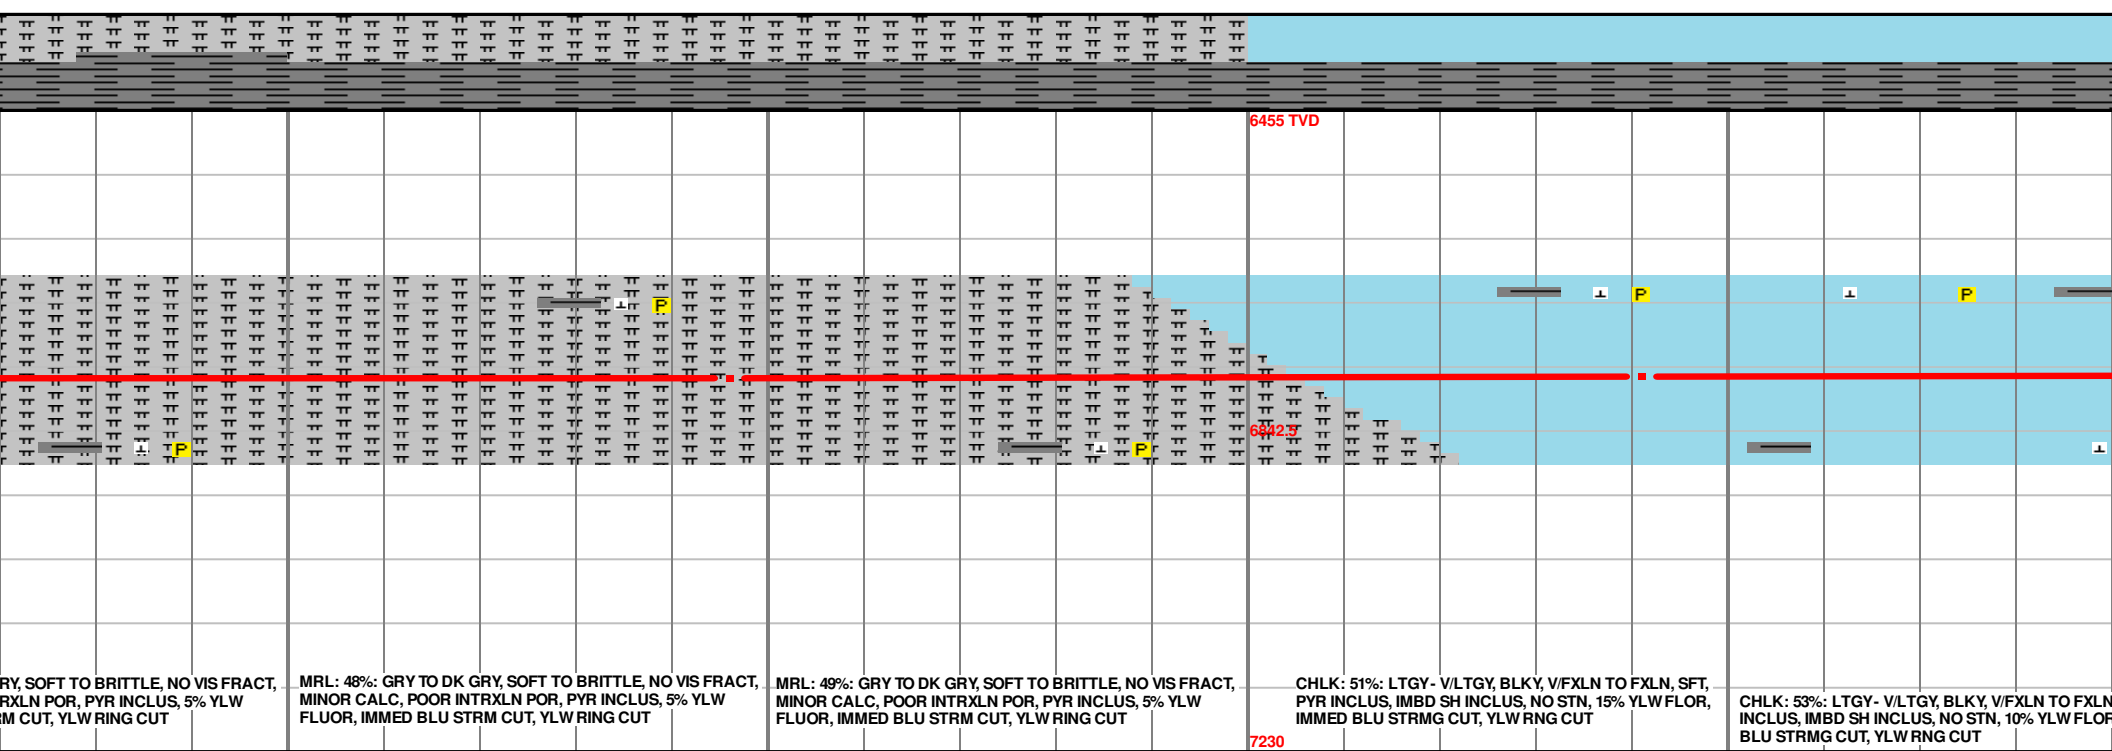 6455 TVD
P
P
P
6842.5
P
P
RY, SOFT TO BRITTLE, NO VIS FRACT,
RXLN POR, PYR INCLUS, 5% YLW
RM CUT, YLW RING CUT
MRL: 48%: GRY TO DK GRY, SOFT TO BRITTLE, NO VIS FRACT,
MINOR CALC, POOR INTRXLN POR, PYR INCLUS, 5% YLW
FLUOR, IMMED BLU STRM CUT, YLW RING CUT
MRL: 49%: GRY TO DK GRY, SOFT TO BRITTLE, NO VIS FRACT,
MINOR CALC, POOR INTRXLN POR, PYR INCLUS, 5% YLW
FLUOR, IMMED BLU STRM CUT, YLW RING CUT
CHLK: 51%: LTGY- V/LTGY, BLKY, V/FXLN TO FXLN, SFT,
PYR INCLUS, IMBD SH INCLUS, NO STN, 15% YLW FLOR,
IMMED BLU STRMG CUT, YLW RNG CUT
CHLK: 53%: LTGY- V/LTGY, BLKY, V/FXLN TO FXLN
INCLUS, IMBD SH INCLUS, NO STN, 10% YLW FLOR
BLU STRMG CUT, YLW RNG CUT
7230